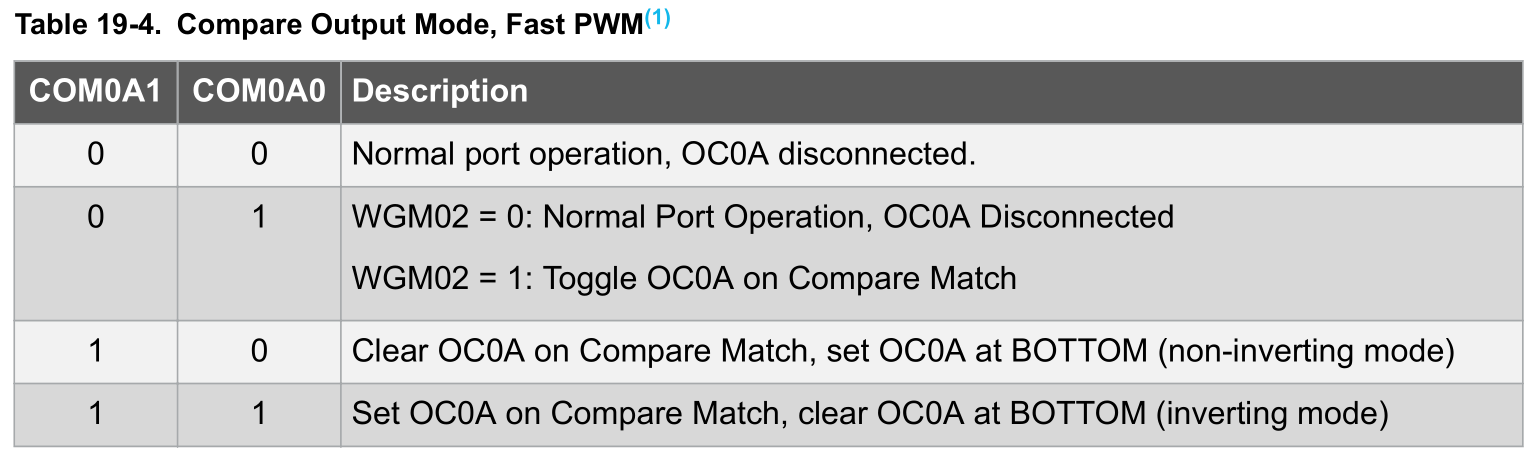 Table 19-4. Compare Output Mode, Fast PWM(1)
COM0A1 COM0A0 Description
0 0 Normal port operation, OC0A disconnected.
0 1 WGM02 = 0: Normal Port Operation, OC0A Disconnected
WGM02 = 1: Toggle OC0A on Compare Match
1 0 Clear OC0A on Compare Match, set OC0A at BOTTOM (non-inverting mode)
1 1 Set OC0A on Compare Match, clear OC0A at BOTTOM (inverting mode)